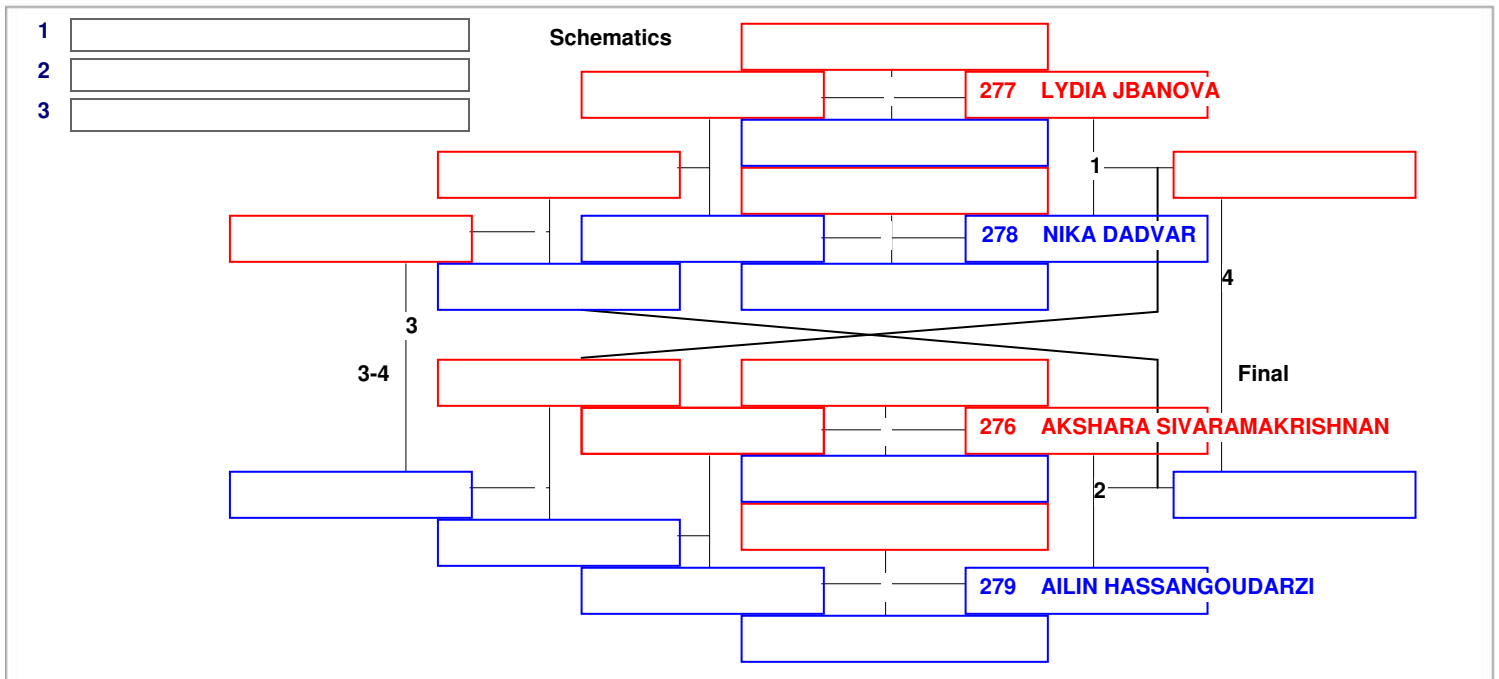 1
Schematics
2
277 LYDIA JBANOVA
3
1
278 NIKA DADVAR
4
3
3-4
Final
276 AKSHARA SIVARAMAKRISHNAN
2
279 AILIN HASSANGOUDARZI